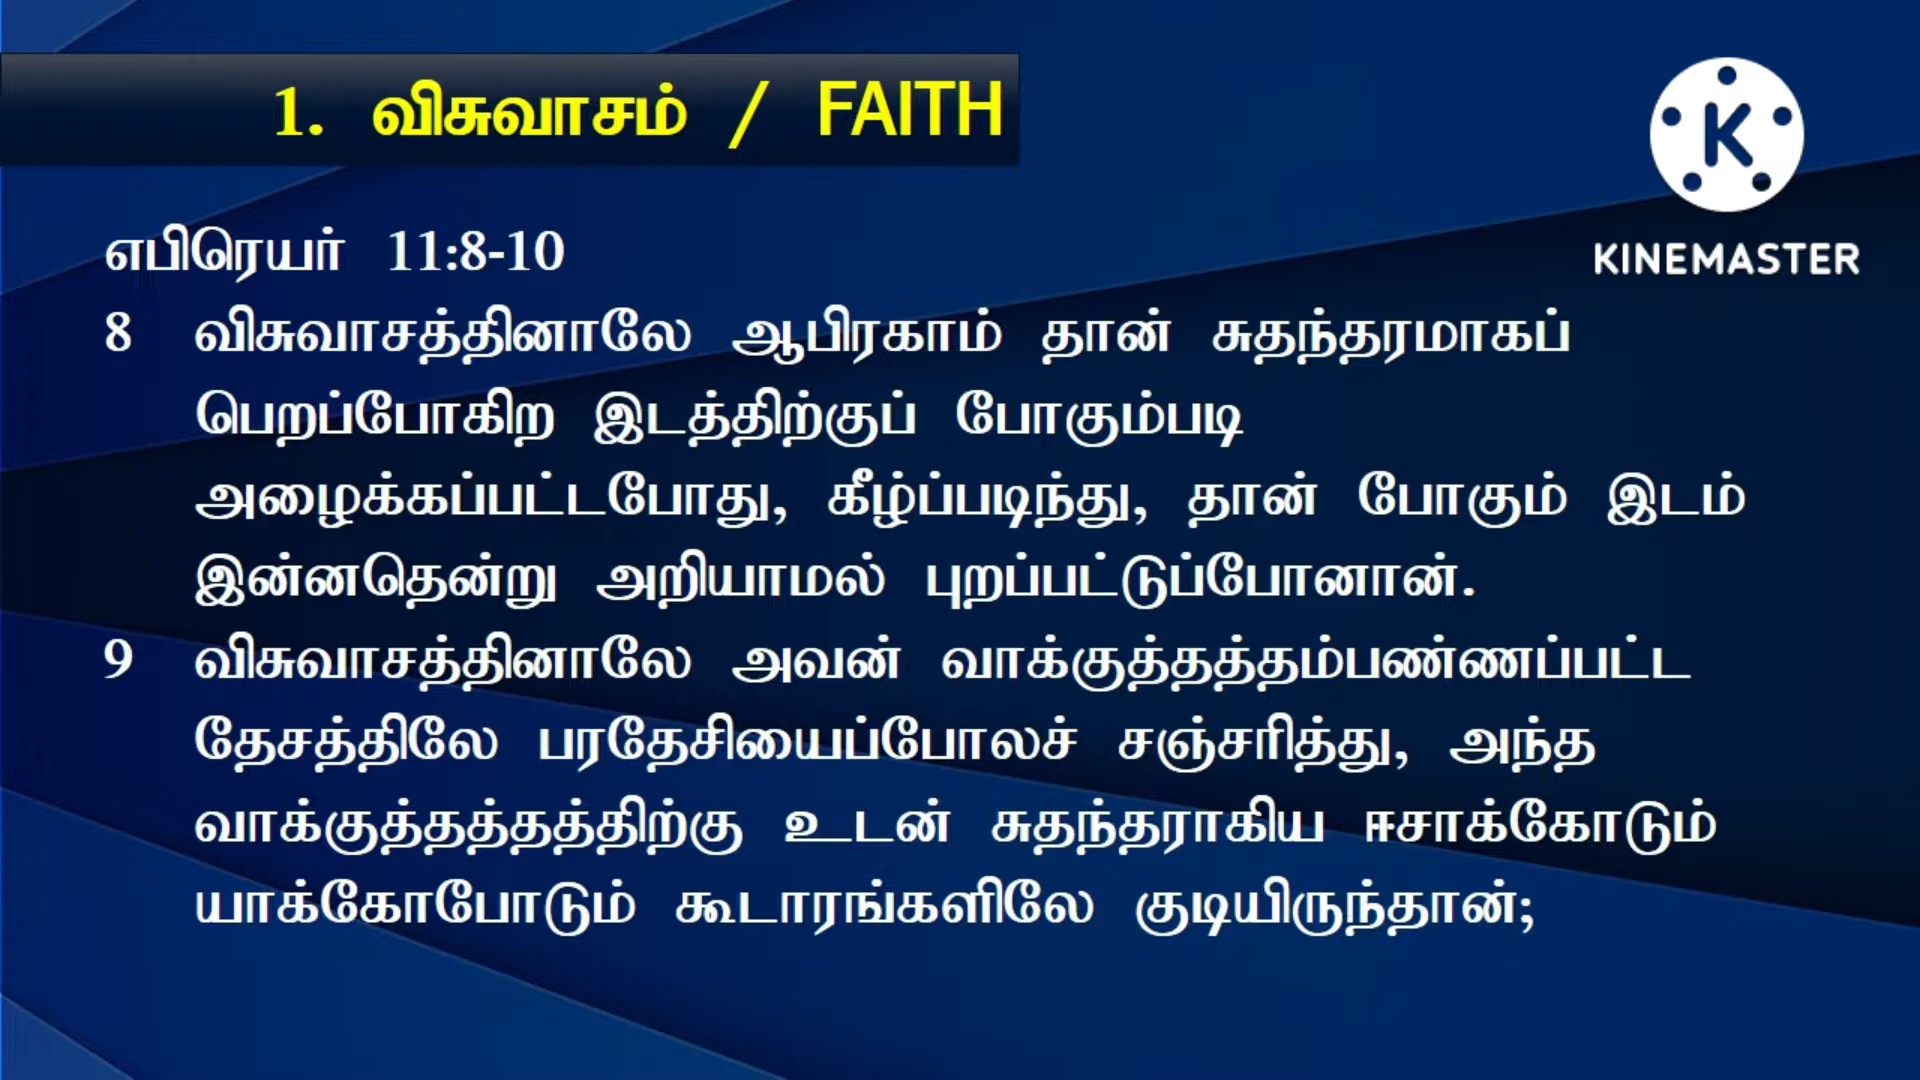 1. விசுவாசம் / FAITH
KINEMASTER
எபிரெயர் 11:8-10
8 விசுவாசத்தினாலே ஆபிரகாம் தான் சுதந்தரமாகப்
பெறப்போகிற இடத்திற்குப் போகும்படி
அழைக்கப்பட்டபோது, கீழ்ப்படிந்து, தான் போகும் இடம்
இன்னதென்று அறியாமல் புறப்பட்டுப்போனான்.
9 விசுவாசத்தினாலே அவன் வாக்குத்தத்தம்பண்ணப்பட்ட
தேசத்திலே பரதேசியைப்போலச் சஞ்சரித்து, அந்த
வாக்குத்தத்தத்திற்கு உடன் சுதந்தராகிய ஈசாக்கோடும்
யாக்கோபோடும் கூடாரங்களிலே குடியிருந்தான்;